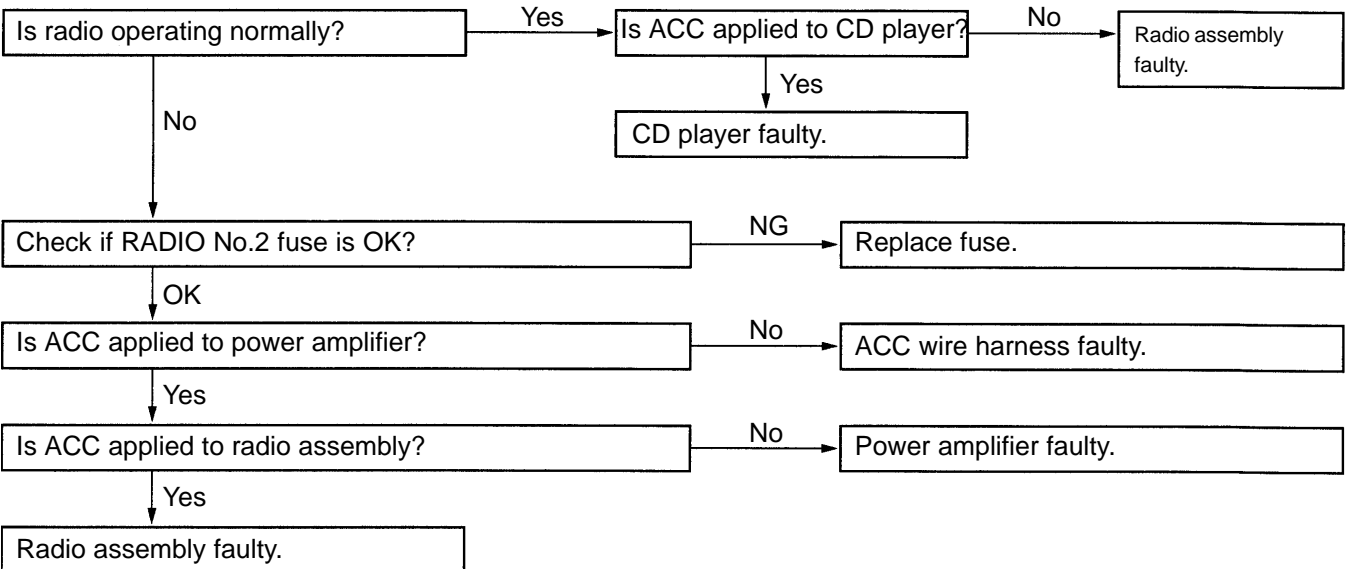 Is radio operating normally?
Yes
Is ACC applied to CD player?
No
Radio assembly
faulty.
Yes
CD player faulty.
No
Check if RADIO No.2 fuse is OK?
NG
Replace fuse.
OK
Is ACC applied to power amplifier?
No
ACC wire harness faulty.
Yes
Is ACC applied to radio assembly?
No
Power amplifier faulty.
Yes
Radio assembly faulty.